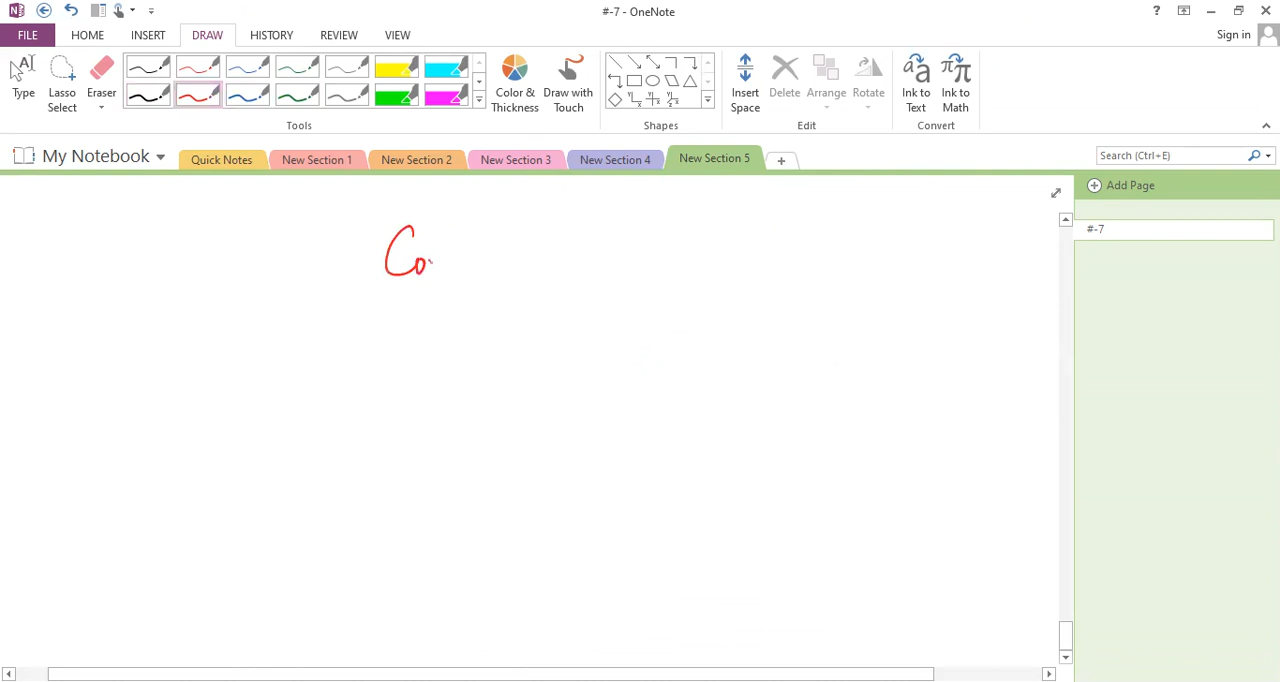 #-7 - OneNote
?
FILE HOME INSERT DRAW HISTORY REVIEW VIEW Sign in
Type Lasso Select Eraser Color & Thickness Draw with Touch Insert Space Delete Arrange Rotate Ink to Text Ink to Math
Tools Shapes Edit Convert
My Notebook Quick Notes New Section 1 New Section 2 New Section 3 New Section 4 New Section 5 Search (Ctrl+E)
Add Page
#-7
Co